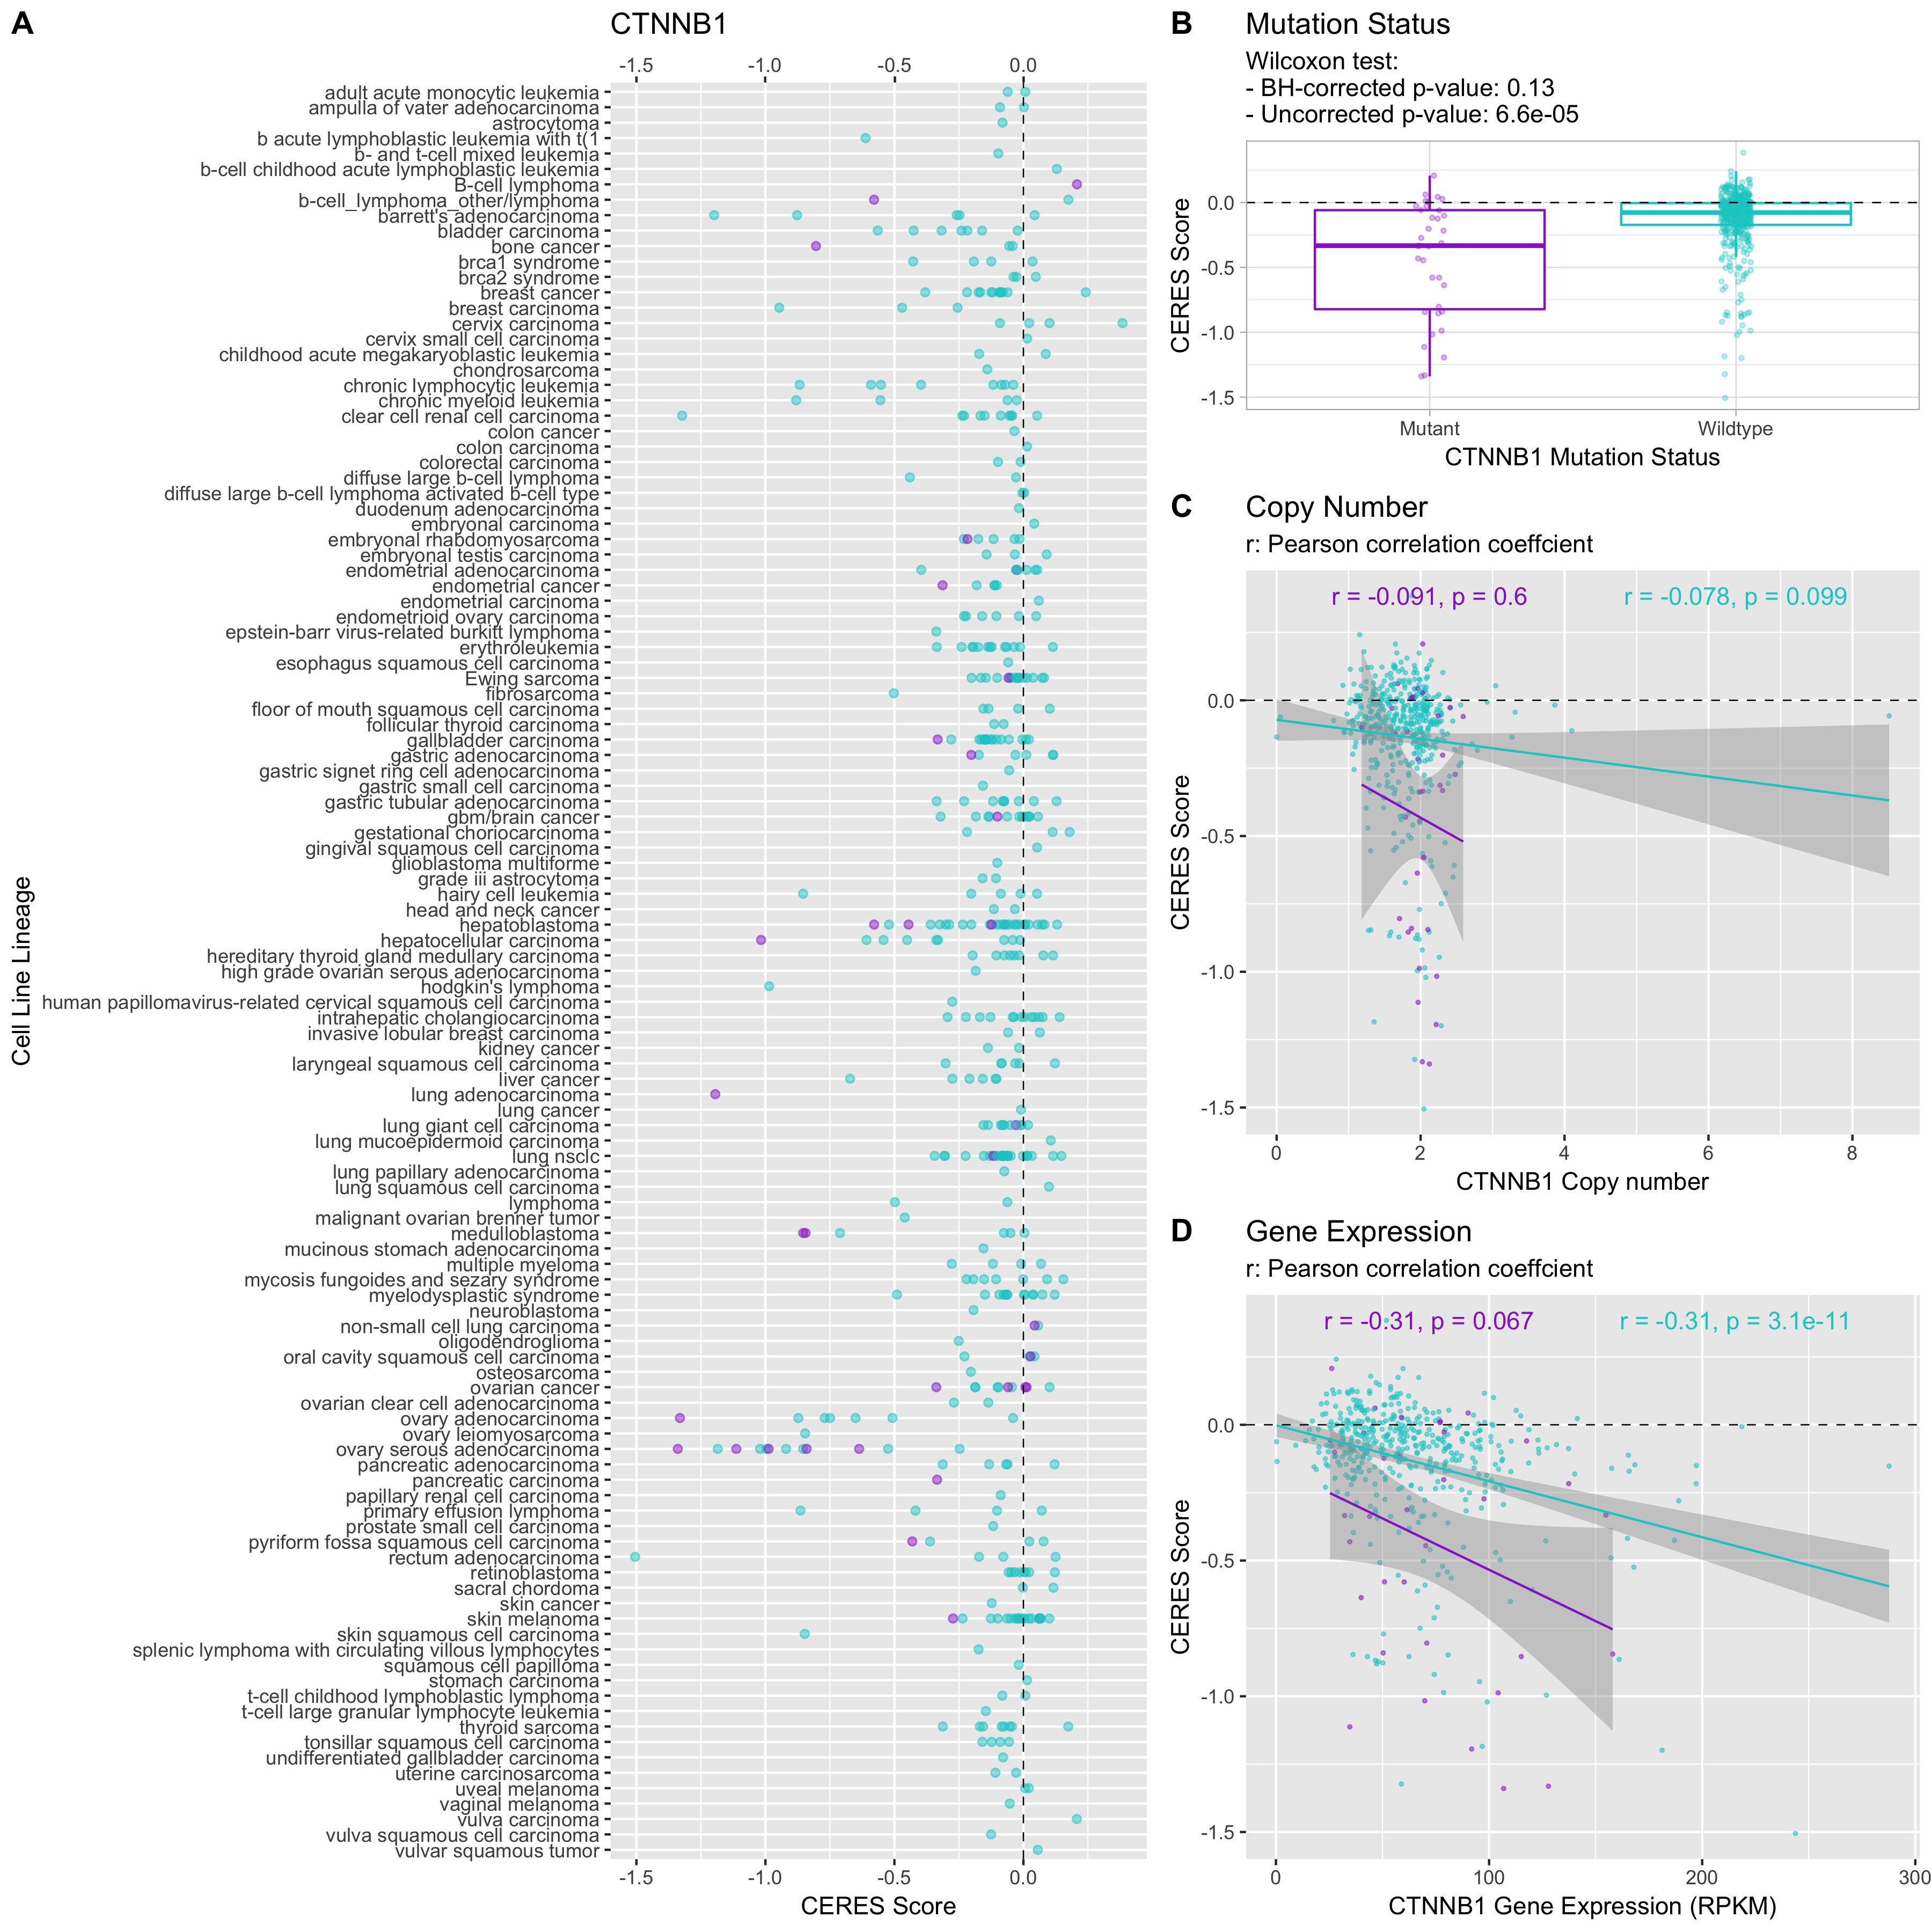 A
CTNNB1
-1.5 -1.0 -0.5 0.0
adult acute monocytic leukemia
ampulla of vater adenocarcinoma
astrocytoma
b acute lymphoblastic leukemia with t(1
b- and t-cell mixed leukemia
b-cell childhood acute lymphoblastic leukemia
B-cell lymphoma
b-cell_lymphoma_other/lymphoma
barrett's adenocarcinoma
bladder carcinoma
bone cancer
brca1 syndrome
brca2 syndrome
breast cancer
breast carcinoma
cervix carcinoma
cervix small cell carcinoma
childhood acute megakaryoblastic leukemia
chondrosarcoma
chronic lymphocytic leukemia
chronic myeloid leukemia
clear cell renal cell carcinoma
colon cancer
colon carcinoma
colorectal carcinoma
diffuse large b-cell lymphoma
diffuse large b-cell lymphoma activated b-cell type
duodenum adenocarcinoma
embryonal carcinoma
embryonal rhabdomyosarcoma
embryonal testis carcinoma
endometrial adenocarcinoma
endometrial cancer
endometrial carcinoma
endometrioid ovary carcinoma
epstein-barr virus-related burkitt lymphoma
erythroleukemia
esophagus squamous cell carcinoma
Ewing sarcoma
fibrosarcoma
floor of mouth squamous cell carcinoma
follicular thyroid carcinoma
gallbladder carcinoma
gastric adenocarcinoma
gastric signet ring cell adenocarcinoma
gastric small cell carcinoma
gastric tubular adenocarcinoma
gbm/brain cancer
gestational choriocarcinoma
gingival squamous cell carcinoma
glioblastoma multiforme
grade iii astrocytoma
hairy cell leukemia
head and neck cancer
hepatoblastoma
hepatocellular carcinoma
hereditary thyroid gland medullary carcinoma
high grade ovarian serous adenocarcinoma
hodgkin's lymphoma
human papillomavirus-related cervical squamous cell carcinoma
intrahepatic cholangiocarcinoma
invasive lobular breast carcinoma
kidney cancer
laryngeal squamous cell carcinoma
liver cancer
lung adenocarcinoma
lung cancer
lung giant cell carcinoma
lung mucoepidermoid carcinoma
lung nsclc
lung papillary adenocarcinoma
lung squamous cell carcinoma
lymphoma
malignant ovarian brenner tumor
medulloblastoma
mucinous stomach adenocarcinoma
multiple myeloma
mycosis fungoides and sezary syndrome
myelodysplastic syndrome
neuroblastoma
non-small cell lung carcinoma
oligodendroglioma
oral cavity squamous cell carcinoma
osteosarcoma
ovarian cancer
ovarian clear cell adenocarcinoma
ovary adenocarcinoma
ovary leiomyosarcoma
ovary serous adenocarcinoma
pancreatic adenocarcinoma
pancreatic carcinoma
papillary renal cell carcinoma
primary effusion lymphoma
prostate small cell carcinoma
pyriform fossa squamous cell carcinoma
rectum adenocarcinoma
retinoblastoma
sacral chordoma
skin cancer
skin melanoma
skin squamous cell carcinoma
splenic lymphoma with circulating villous lymphocytes
squamous cell papilloma
stomach carcinoma
t-cell childhood lymphoblastic lymphoma
t-cell large granular lymphocyte leukemia
thyroid sarcoma
tonsillar squamous cell carcinoma
undifferentiated gallbladder carcinoma
uterine carcinosarcoma
uveal melanoma
vaginal melanoma
vulva carcinoma
vulva squamous cell carcinoma
vulvar squamous tumor
-1.5 -1.0 -0.5 0.0
CERES Score
Cell Line Lineage
B
Mutation Status
Wilcoxon test:
- BH-corrected p-value: 0.13
- Uncorrected p-value: 6.6e-05
0.0
-0.5
-1.0
-1.5
CERES Score
Mutant Wildtype
CTNNB1 Mutation Status
C
Copy Number
r: Pearson correlation coeffcient
r = -0.091, p = 0.6 r = -0.078, p = 0.099
0.0
-0.5
-1.0
-1.5
CERES Score
0 2 4 6 8
CTNNB1 Copy number
D
Gene Expression
r: Pearson correlation coeffcient
r = -0.31, p = 0.067 r = -0.31, p = 3.1e-11
0.0
-0.5
-1.0
-1.5
CERES Score
0 100 200 300
CTNNB1 Gene Expression (RPKM)